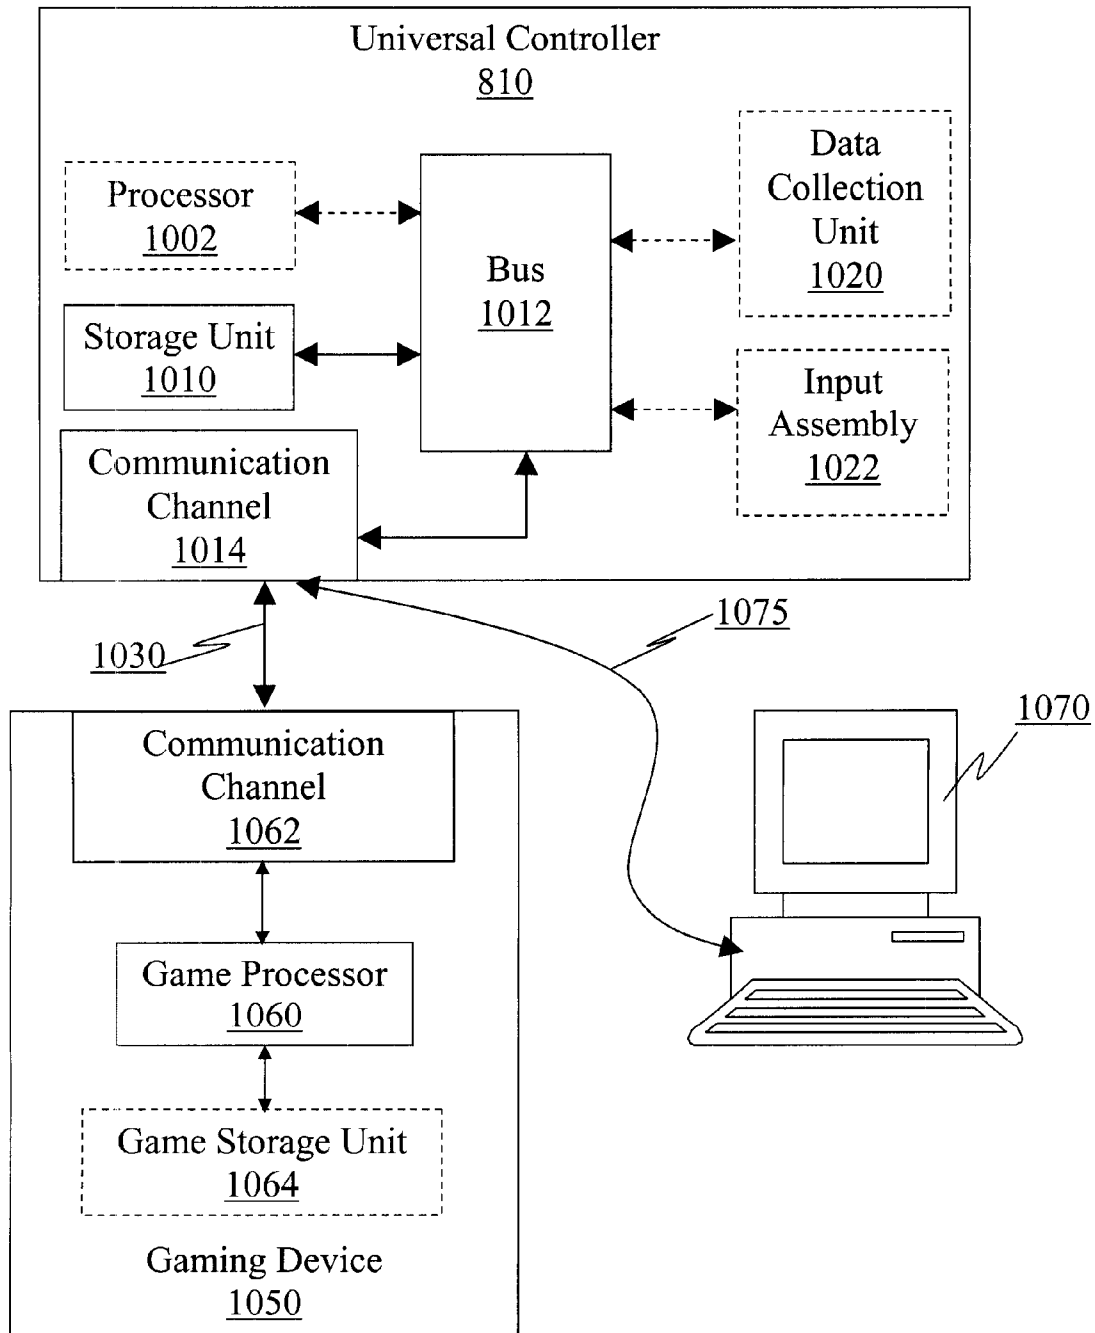 Universal Controller
810
Processor
1002
Storage Unit
1010
Communication
Channel
1014
Bus
1012
Data
Collection
Unit
1020
Input
Assembly
1022
1030
1075
1070
Communication
Channel
1062
Game Processor
1060
Game Storage Unit
1064
Gaming Device
1050